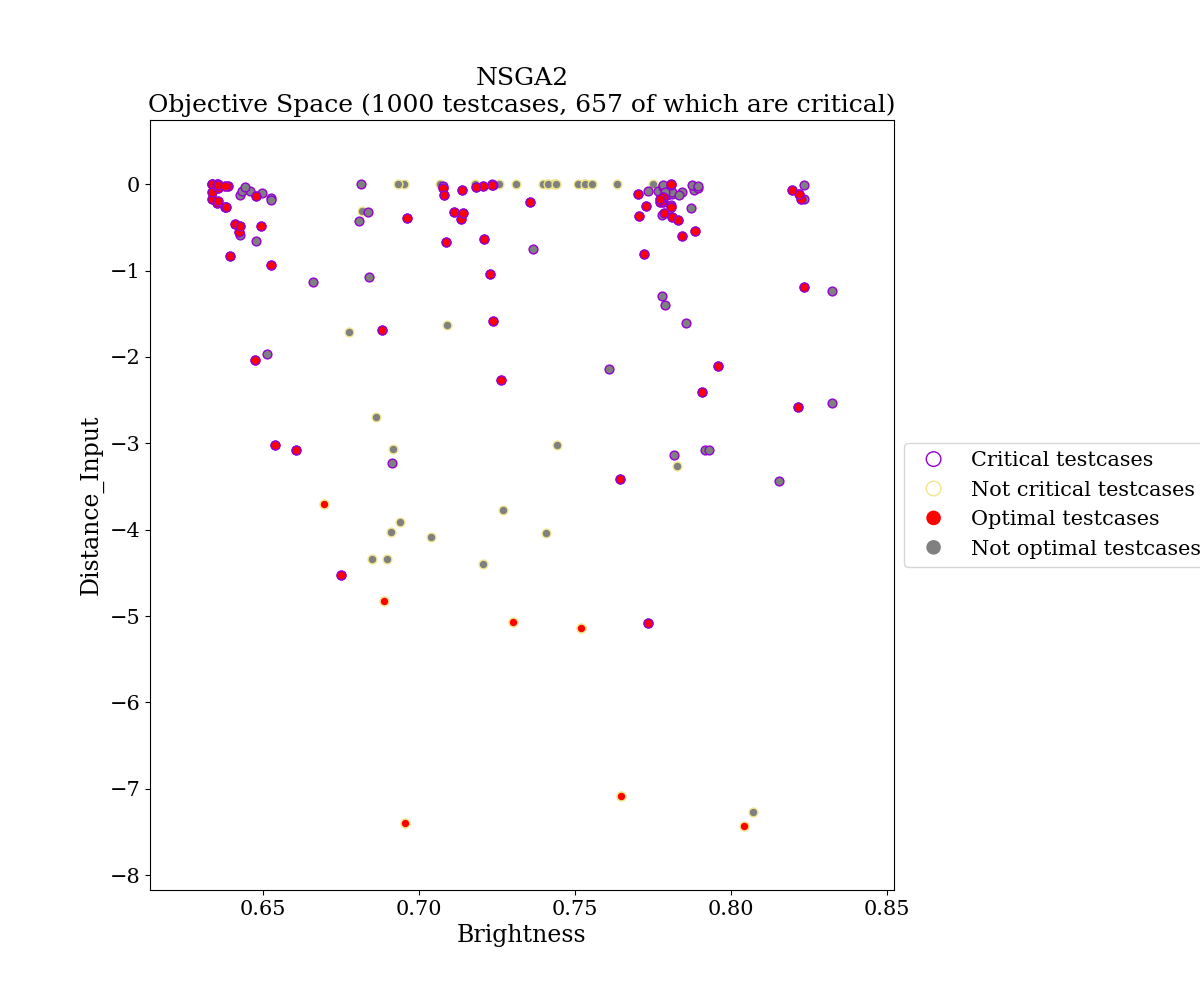 NSGA2
Objective Space (1000 testcases, 657 of which are critical)
0
−1
−2
−3
−4
−5
−6
−7
−8
Distance_Input
0.65
0.70
0.75
0.80
0.85
Brightness
Critical testcases
Not critical testcases
Optimal testcases
Not optimal testcases